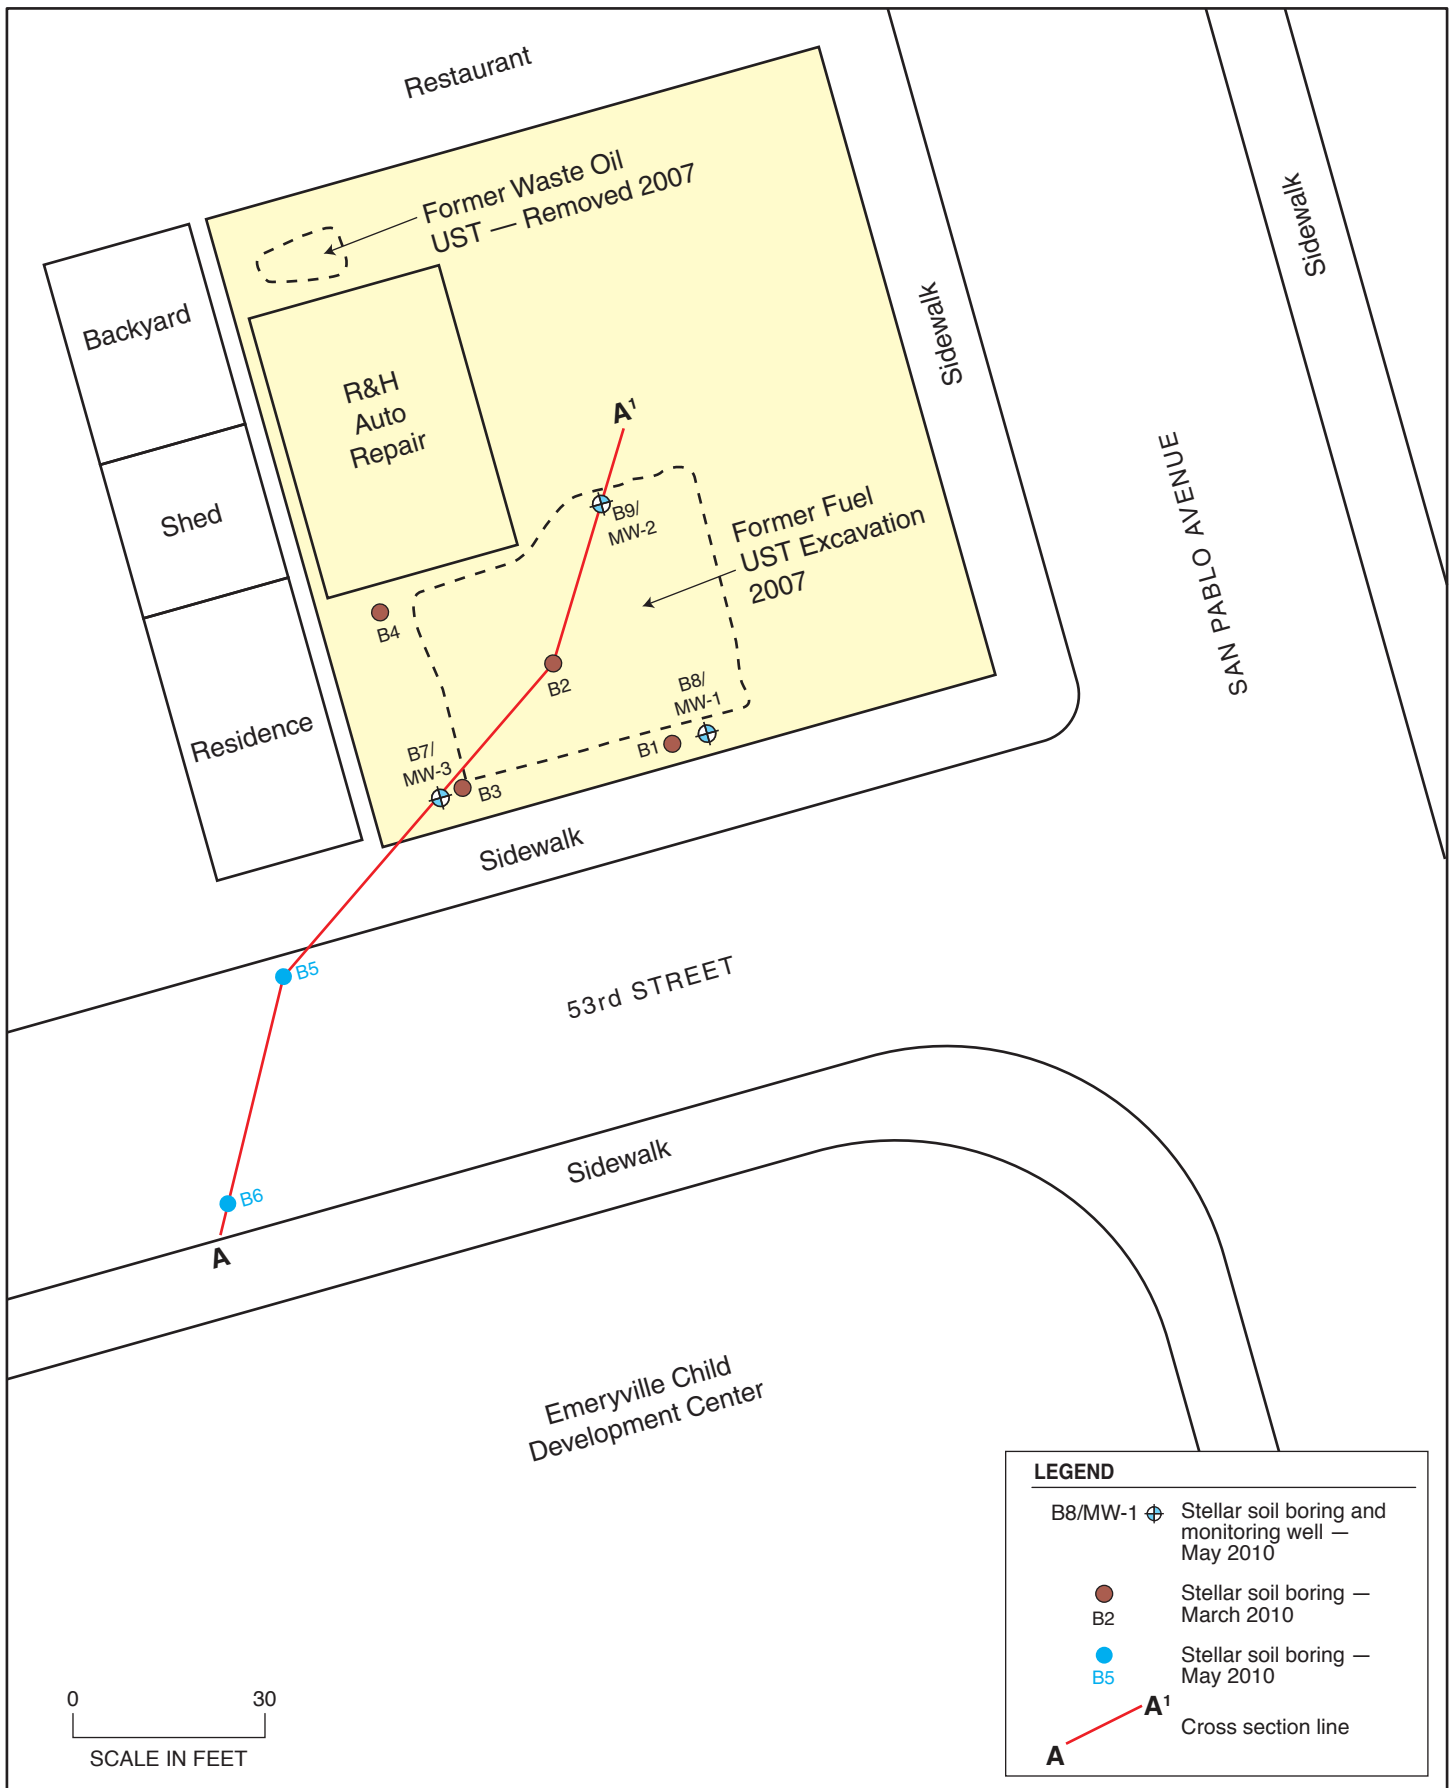 Restaurant
Former Waste Oil
UST — Removed 2007
Backyard
R&H
Auto
Repair
Shed
Residence
Sidewalk
Sidewalk
SAN PABLO AVENUE
A¹
B9/
MW-2
Former Fuel
UST Excavation
2007
B4
B2
B8/
MW-1
B1
B7/
MW-3
B3
Sidewalk
B5
53rd STREET
B6
A
Sidewalk
Emeryville Child
Development Center
LEGEND
B8/MW-1
Stellar soil boring and
monitoring well —
May 2010
B2
Stellar soil boring —
March 2010
B5
Stellar soil boring —
May 2010
A
A¹
Cross section line
0 30
SCALE IN FEET